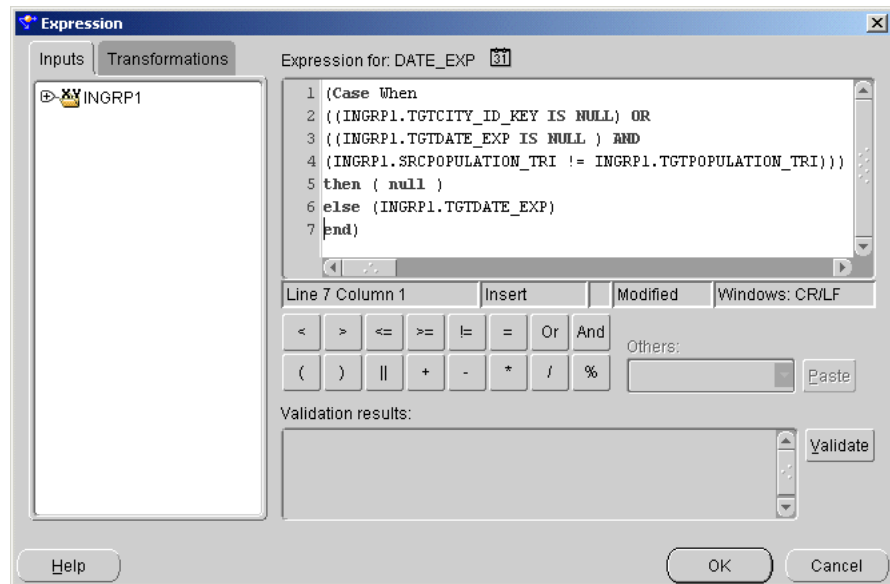 Expression
Inputs
Transformations
INGRP1
Expression for: DATE_EXP 31
1 (Case When
2 ((INGRP1.TGTCITY_ID_KEY IS NULL) OR
3 ((INGRP1.TGTDATE_EXP IS NULL ) AND
4 (INGRP1.SRCPOPULATION_TRI != INGRP1.TGTPOPULATION_TRI)))
5 then ( null )
6 else (INGRP1.TGTDATE_EXP)
7 end)
Line 7 Column 1 Insert Modified Windows: CR/LF
< > <= >= != = Or And
( ) || + - * / %
Others:
Paste
Validation results:
Validate
Help
OK
Cancel